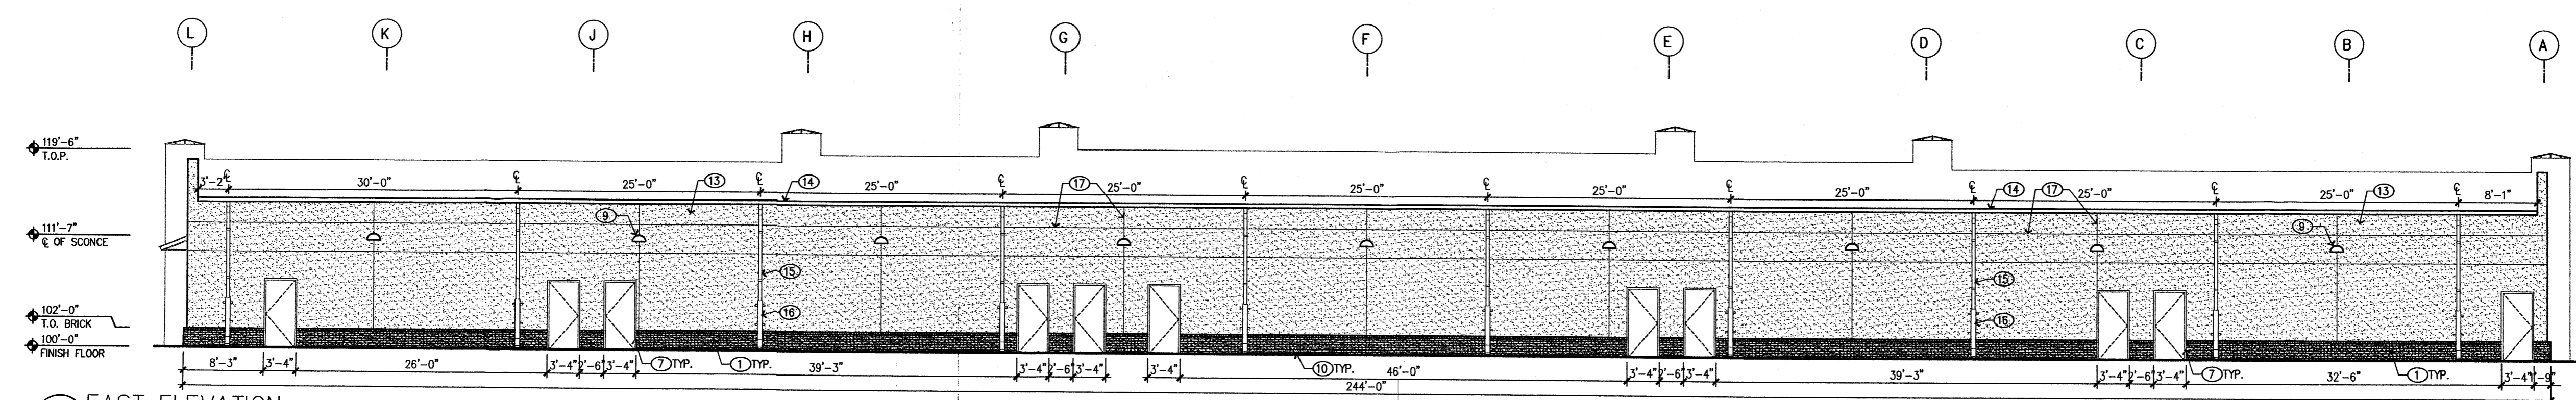 L K J H G F E D C B A
119'-6"
T.O.P.
3'-2" ℄ 30'-0" ℄ 25'-0" 13 ℄ 14 25'-0" ℄ 17 25'-0" ℄ 25'-0" ℄ 25'-0" ℄ 25'-0" ℄ 14 17 25'-0" ℄ 25'-0" 13 ℄ 8'-1"
111'-7"
℄ OF SCONCE
9 9
15 15
16 16
102'-0"
T.O. BRICK
100'-0"
FINISH FLOOR
8'-3" 3'-4" 26'-0" 3'-4" 2'-6" 3'-4" 7 TYP. 1 TYP. 39'-3" 3'-4" 2'-6" 3'-4" 3'-4" 10 TYP. 46'-0" 3'-4" 2'-6" 3'-4" 39'-3" 3'-4" 2'-6" 3'-4" 7 TYP. 32'-6" 1 TYP. 3'-4" 1'-9"
244'-0"
EAST ELEVATION